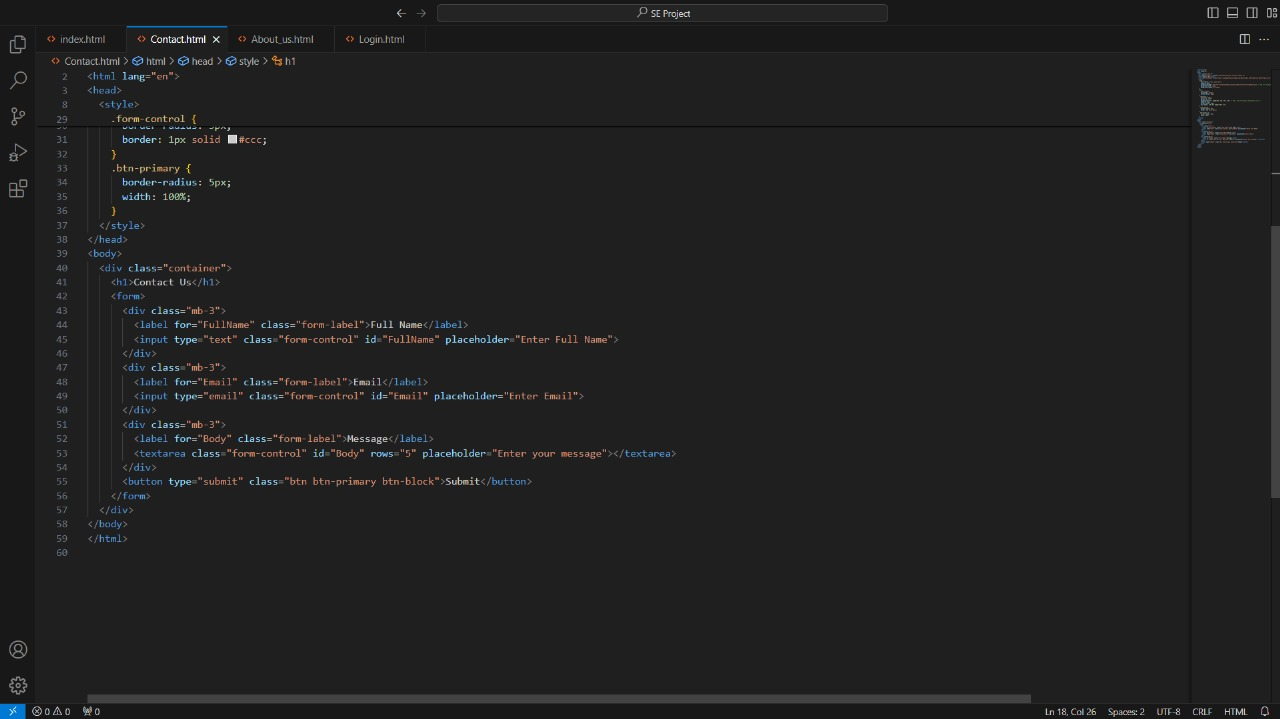 SE Project
index.html
Contact.html
About_us.html
Login.html
Contact.html > html > head > style > h1
2 <html lang="en">
3 <head>
8 <style>
29 .form-control {
31 border: 1px solid #ccc;
32 }
33 .btn-primary {
34 border-radius: 5px;
35 width: 100%;
36 }
37 </style>
38 </head>
39 <body>
40 <div class="container">
41 <h1>Contact Us</h1>
42 <form>
43 <div class="mb-3">
44 <label for="FullName" class="form-label">Full Name</label>
45 <input type="text" class="form-control" id="FullName" placeholder="Enter Full Name">
46 </div>
47 <div class="mb-3">
48 <label for="Email" class="form-label">Email</label>
49 <input type="email" class="form-control" id="Email" placeholder="Enter Email">
50 </div>
51 <div class="mb-3">
52 <label for="Body" class="form-label">Message</label>
53 <textarea class="form-control" id="Body" rows="5" placeholder="Enter your message"></textarea>
54 </div>
55 <button type="submit" class="btn btn-primary btn-block">Submit</button>
56 </form>
57 </div>
58 </body>
59 </html>
60
0 0 0 Ln 18, Col 26 Spaces: 2 UTF-8 CRLF HTML